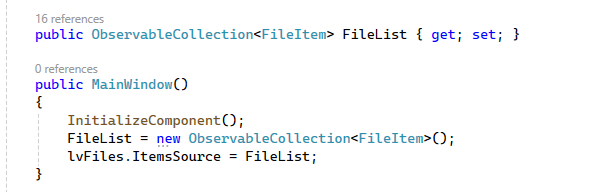 16 references
public ObservableCollection<FileItem> FileList { get; set; }
0 references
public MainWindow()
{
InitializeComponent();
FileList = new ObservableCollection<FileItem>();
lvFiles.ItemsSource = FileList;
}